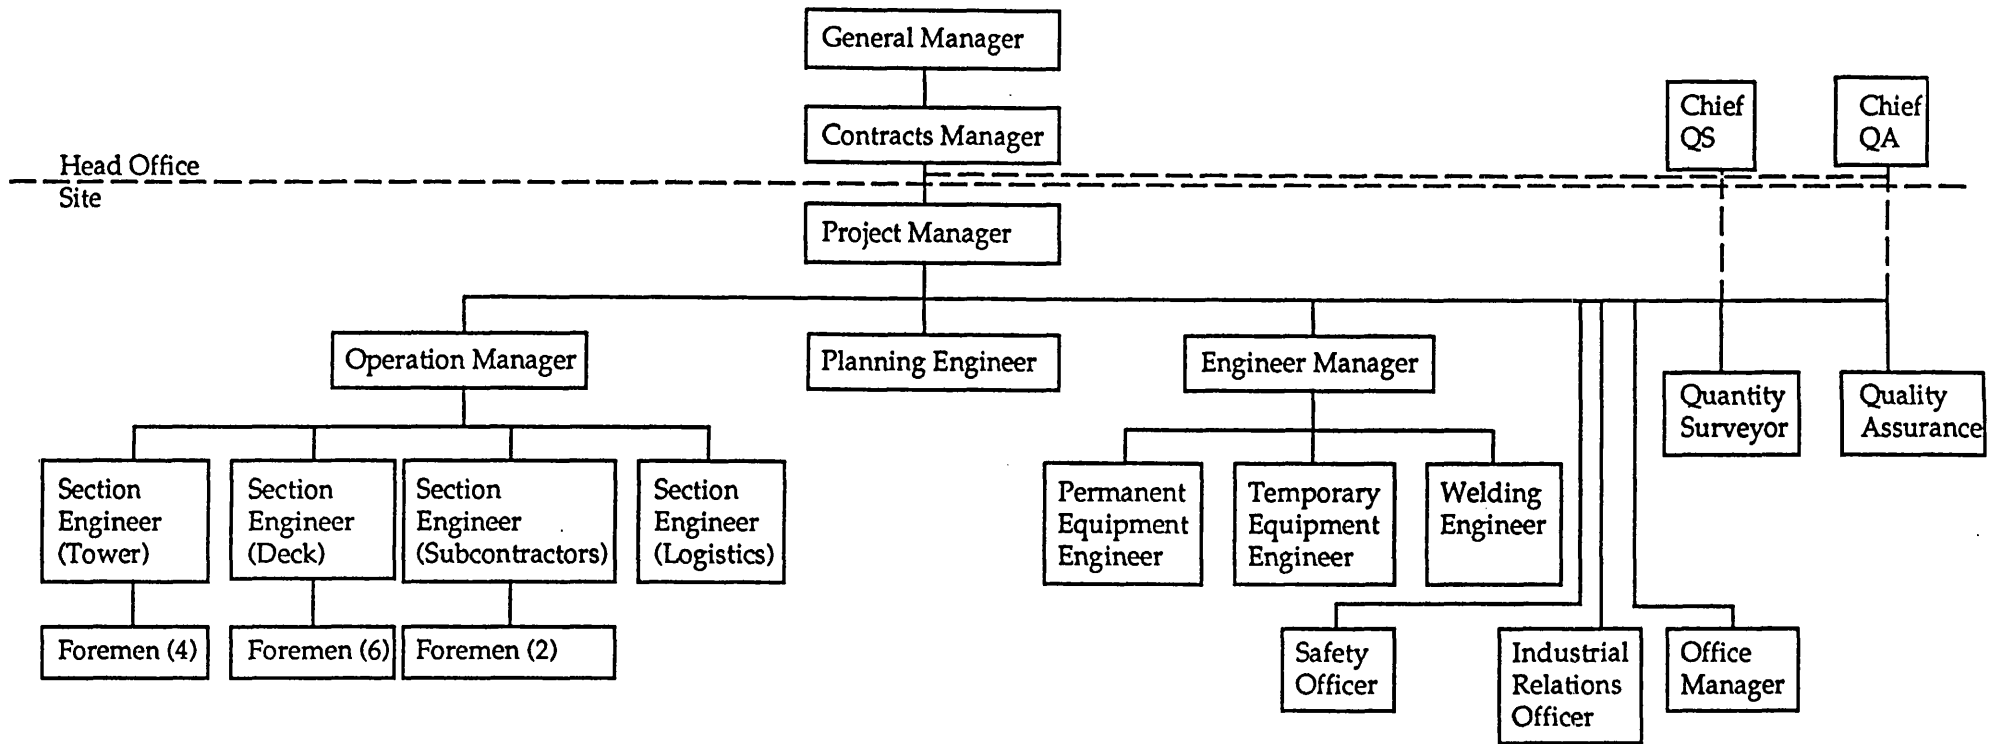 General Manager
Chief
QS
Chief
QA
Contracts Manager
Head Office
Site
Project Manager
Operation Manager
Planning Engineer
Engineer Manager
Quantity
Surveyor
Quality
Assurance
Section
Engineer
(Tower)
Section
Engineer
(Deck)
Section
Engineer
(Subcontractors)
Section
Engineer
(Logistics)
Permanent
Equipment
Engineer
Temporary
Equipment
Engineer
Welding
Engineer
Foremen (4)
Foremen (6)
Foremen (2)
Safety
Officer
Industrial
Relations
Officer
Office
Manager